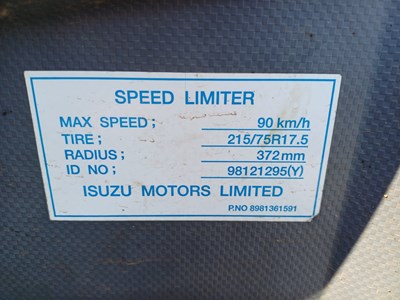 SPEED LIMITER
MAX SPEED; 90 km/h
TIRE; 215/75R17.5
RADIUS; 372mm
ID NO; 98121295(Y)
ISUZU MOTORS LIMITED
P.NO 8981361591